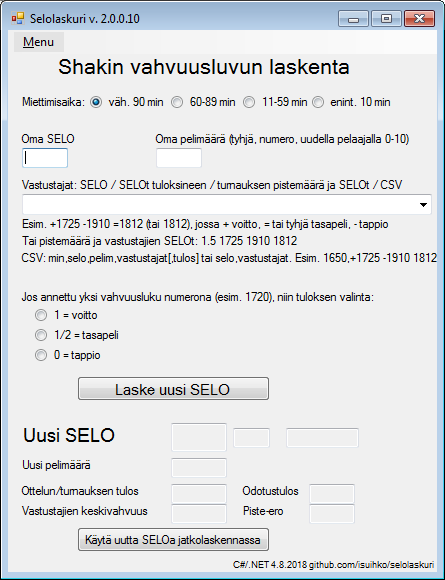 Selolaskuri v. 2.0.0.10
Menu
Shakin vahvuusluvun laskenta
Miettimisaika: väh. 90 min 60-89 min 11-59 min enint. 10 min
Oma SELO Oma pelimäärä (tyhjä, numero, uudella pelaajalla 0-10)
Vastustajat: SELO / SELOt tuloksineen / turnauksen pistemäärä ja SELOt / CSV
Esim. +1725 -1910 =1812 (tai 1812), jossa + voitto, = tai tyhjä tasapeli, - tappio
Tai pistemäärä ja vastustajien SELOt: 1.5 1725 1910 1812
CSV: min,selo,pelim,vastustajat[,tulos] tai selo,vastustajat. Esim. 1650,+1725 -1910 1812
Jos annettu yksi vahvuusluku numerona (esim. 1720), niin tuloksen valinta:
1 = voitto
1/2 = tasapeli
0 = tappio
Laske uusi SELO
Uusi SELO
Uusi pelimäärä
Ottelun/turnauksen tulos Odotustulos
Vastustajien keskivahvuus Piste-ero
Käytä uutta SELOa jatkolaskennassa
C#/.NET 4.8.2018 github.com/isuihko/selolaskuri